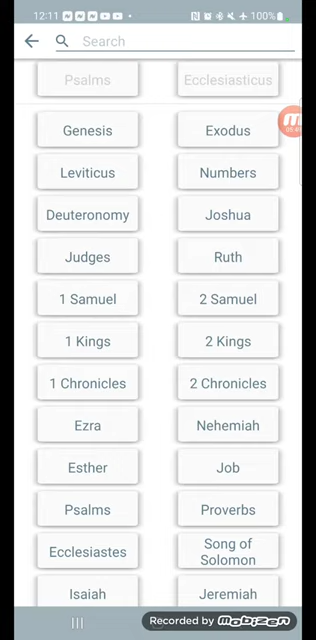 12:11
100%
Search
Psalms Ecclesiasticus
Genesis Exodus
Leviticus Numbers
Deuteronomy Joshua
Judges Ruth
1 Samuel 2 Samuel
1 Kings 2 Kings
1 Chronicles 2 Chronicles
Ezra Nehemiah
Esther Job
Psalms Proverbs
Ecclesiastes Song of
Solomon
Isaiah Jeremiah
Recorded by mobizen